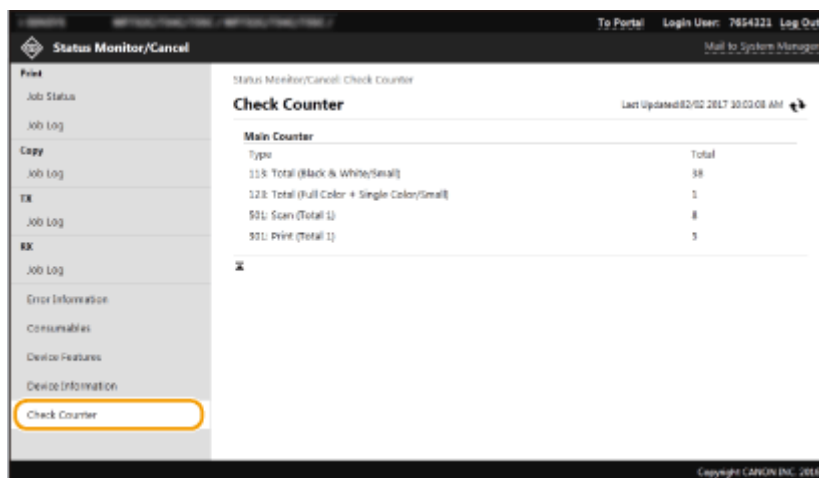 To Portal Login User: 7654321 Log Out
Status Monitor/Cancel
Mail to System Manager
Print
Job Status
Job Log
Copy
Job Log
TX
Job Log
RX
Job Log
Error Information
Consumables
Device Features
Device Information
Check Counter
Status Monitor/Cancel: Check Counter
Check Counter
Last Updated:02/02 2017 10:03:08 AM
Main Counter
Type Total
113: Total (Black & White/Small) 38
123: Total (Full Color + Single Color/Small) 1
501: Scan (Total 1) 8
301: Print (Total 1) 5
Copyright CANON INC. 2016